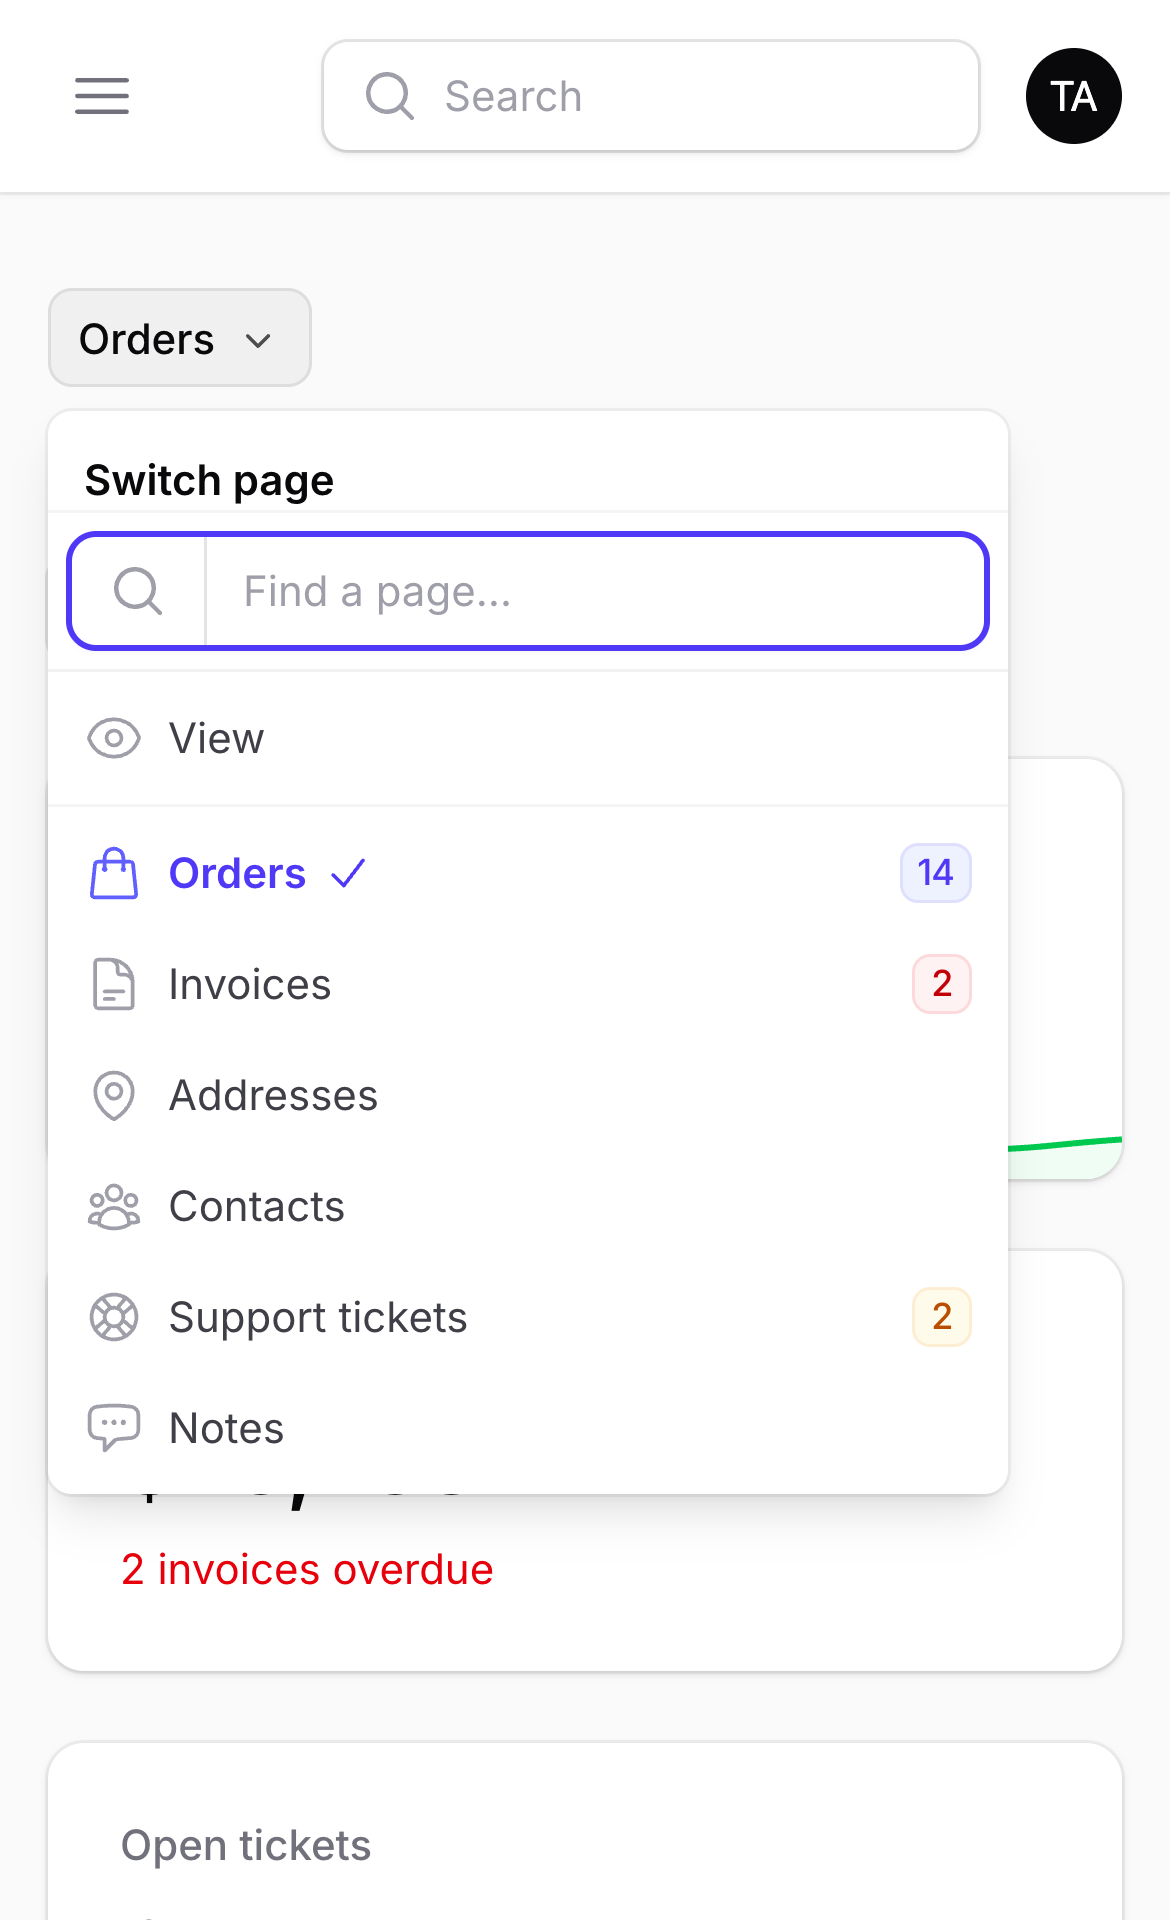 Search
TA
Orders
Switch page
Find a page...
View
Orders
14
Invoices
2
Addresses
Contacts
Support tickets
2
Notes
2 invoices overdue
Open tickets